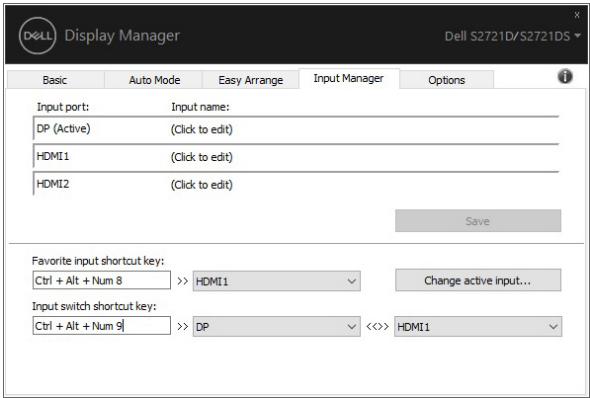 x
DELL Display Manager Dell S2721D/S2721DS
Basic Auto Mode Easy Arrange Input Manager Options
Input port: Input name:
DP (Active) (Click to edit)
HDMI1 (Click to edit)
HDMI2 (Click to edit)
Save
Favorite input shortcut key:
Ctrl + Alt + Num 8 >> HDMI1 Change active input...
Input switch shortcut key:
Ctrl + Alt + Num 9 >> DP <<>> HDMI1